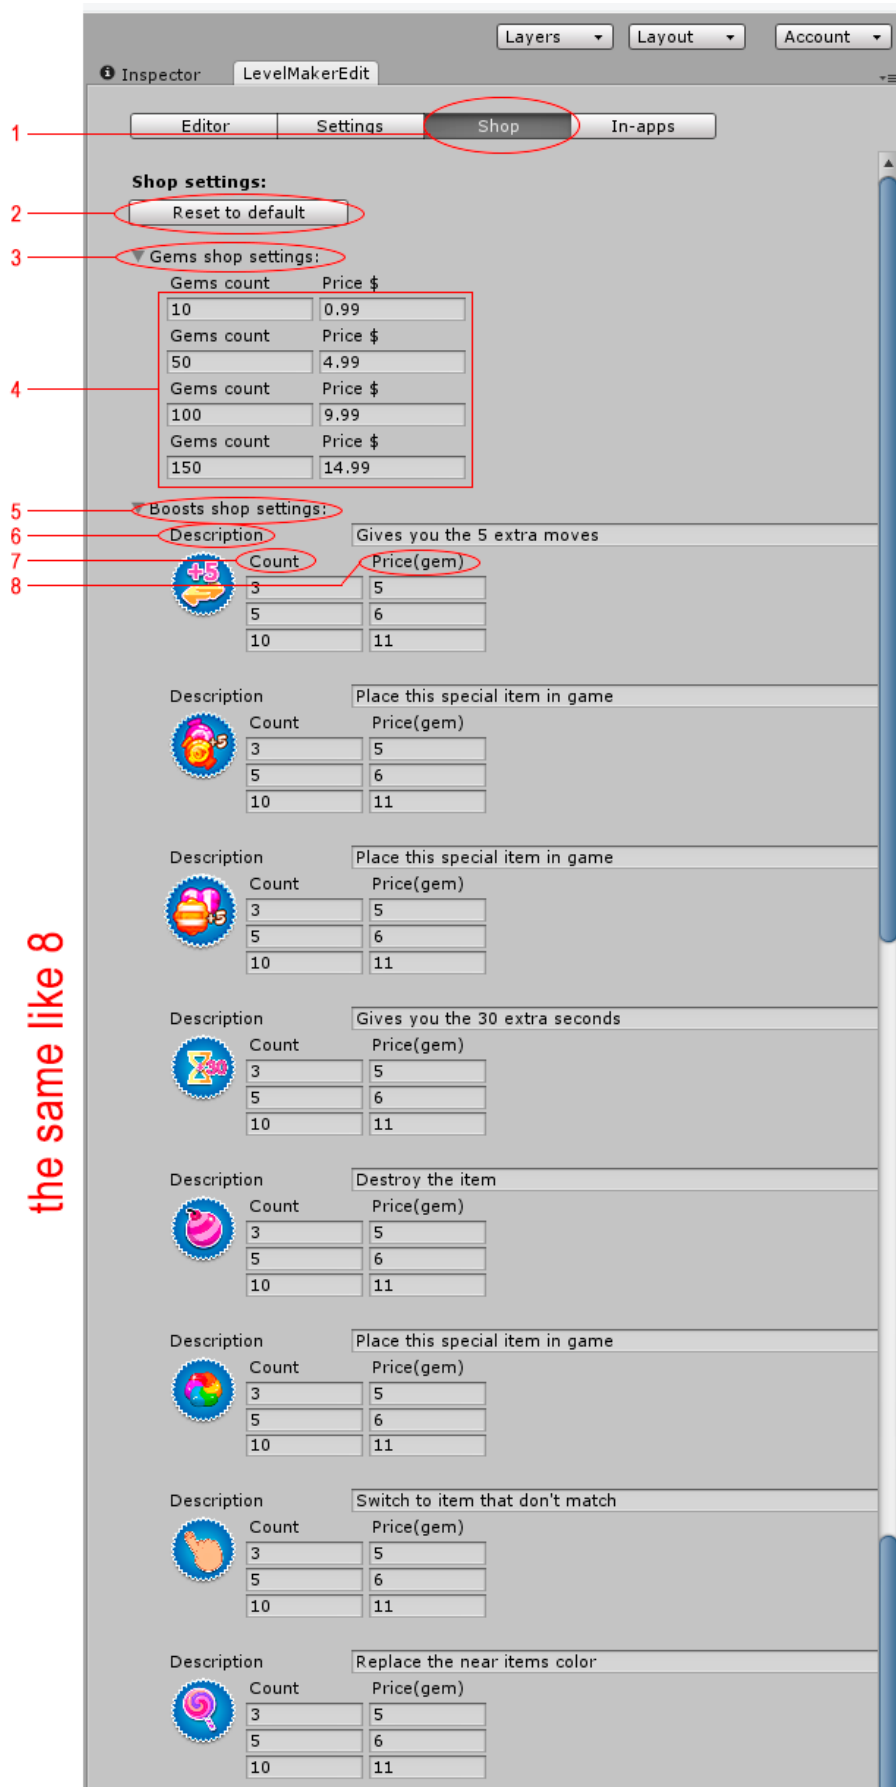 Layers Layout Account
Inspector LevelMakerEdit
1 Editor Settings Shop In-apps
Shop settings:
2 Reset to default
3 Gems shop settings:
Gems count Price $
10 0.99
Gems count Price $
50 4.99
4 Gems count Price $
100 9.99
Gems count Price $
150 14.99
5 Boosts shop settings:
6 Description Gives you the 5 extra moves
7 Count Price(gem)
+5
8 3 5
5 6
10 11
Description Place this special item in game
Count Price(gem)
+5
3 5
5 6
10 11
Description Place this special item in game
Count Price(gem)
+5
3 5
5 6
10 11
the same like 8
Description Gives you the 30 extra seconds
Count Price(gem)
+30
3 5
5 6
10 11
Description Destroy the item
Count Price(gem)
3 5
5 6
10 11
Description Place this special item in game
Count Price(gem)
3 5
5 6
10 11
Description Switch to item that don't match
Count Price(gem)
3 5
5 6
10 11
Description Replace the near items color
Count Price(gem)
3 5
5 6
10 11